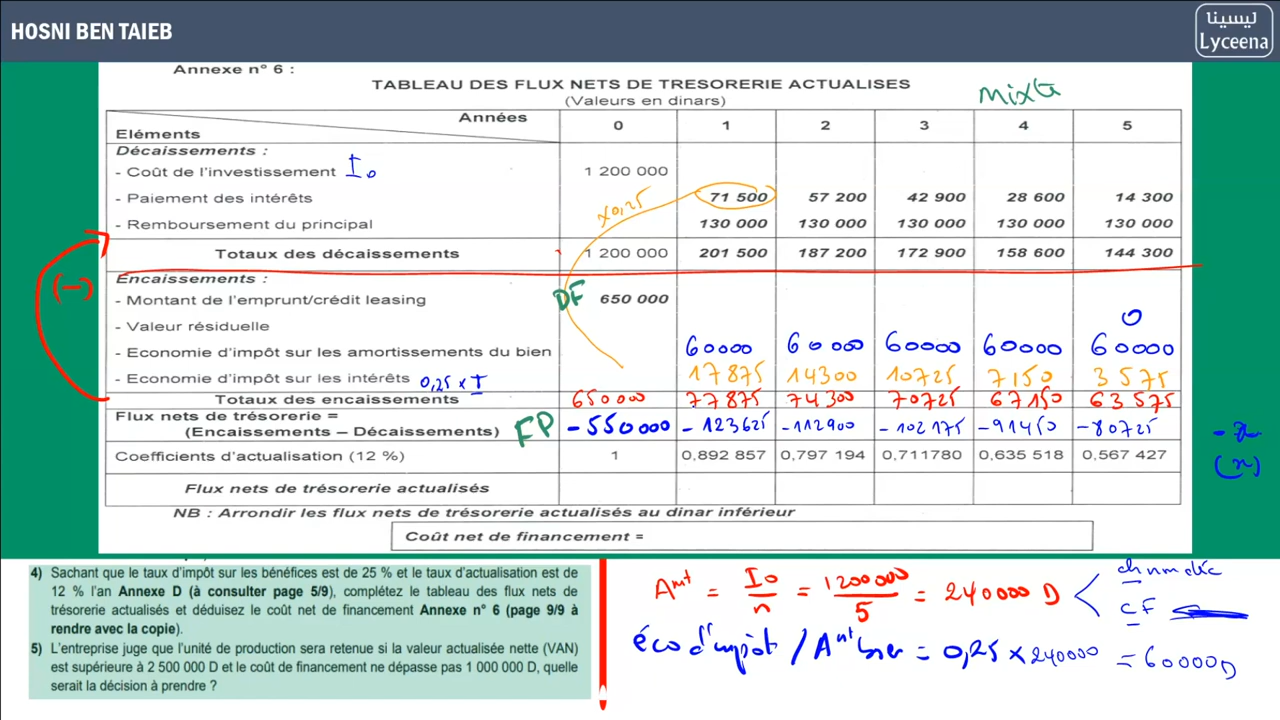 HOSNI BEN TAIEB
ليسينا
Lyceena
Annexe n° 6 :
TABLEAU DES FLUX NETS DE TRESORERIE ACTUALISES
(Valeurs en dinars)
Mixte
Années
Eléments
0 1 2 3 4 5
Décaissements :
- Coût de l'investissement I₀ 1 200 000
- Paiement des intérêts 71 500 57 200 42 900 28 600 14 300
x0,25
- Remboursement du principal 130 000 130 000 130 000 130 000 130 000
Totaux des décaissements 1 200 000 201 500 187 200 172 900 158 600 144 300
Encaissements :
(-)
- Montant de l'emprunt/crédit leasing DF 650 000
- Valeur résiduelle 0
- Economie d'impôt sur les amortissements du bien 60000 60000 60000 60000 60000
- Economie d'impôt sur les intérêts 0,25 x I 17875 14300 10725 7150 3575
Totaux des encaissements 650000 77875 74300 70725 67150 63575
Flux nets de trésorerie =
(Encaissements – Décaissements) FP -550000 -123625 -112900 -102175 -91450 -80725
-x
(x)
Coefficients d'actualisation (12 %) 1 0,892 857 0,797 194 0,711780 0,635 518 0,567 427
Flux nets de trésorerie actualisés
NB : Arrondir les flux nets de trésorerie actualisés au dinar inférieur
Coût net de financement =
4) Sachant que le taux d'impôt sur les bénéfices est de 25 % et le taux d'actualisation est de
12 % l'an Annexe D (à consulter page 5/9), complétez le tableau des flux nets de
trésorerie actualisés et déduisez le coût net de financement Annexe n° 6 (page 9/9 à
rendre avec la copie).
5) L'entreprise juge que l'unité de production sera retenue si la valeur actualisée nette (VAN)
est supérieure à 2 500 000 D et le coût de financement ne dépasse pas 1 000 000 D, quelle
serait la décision à prendre ?
Amt = I₀/n = 1200000/5 = 240000 D
CF
éco d'impôt / Amt bien = 0,25 x 240000 = 60000D